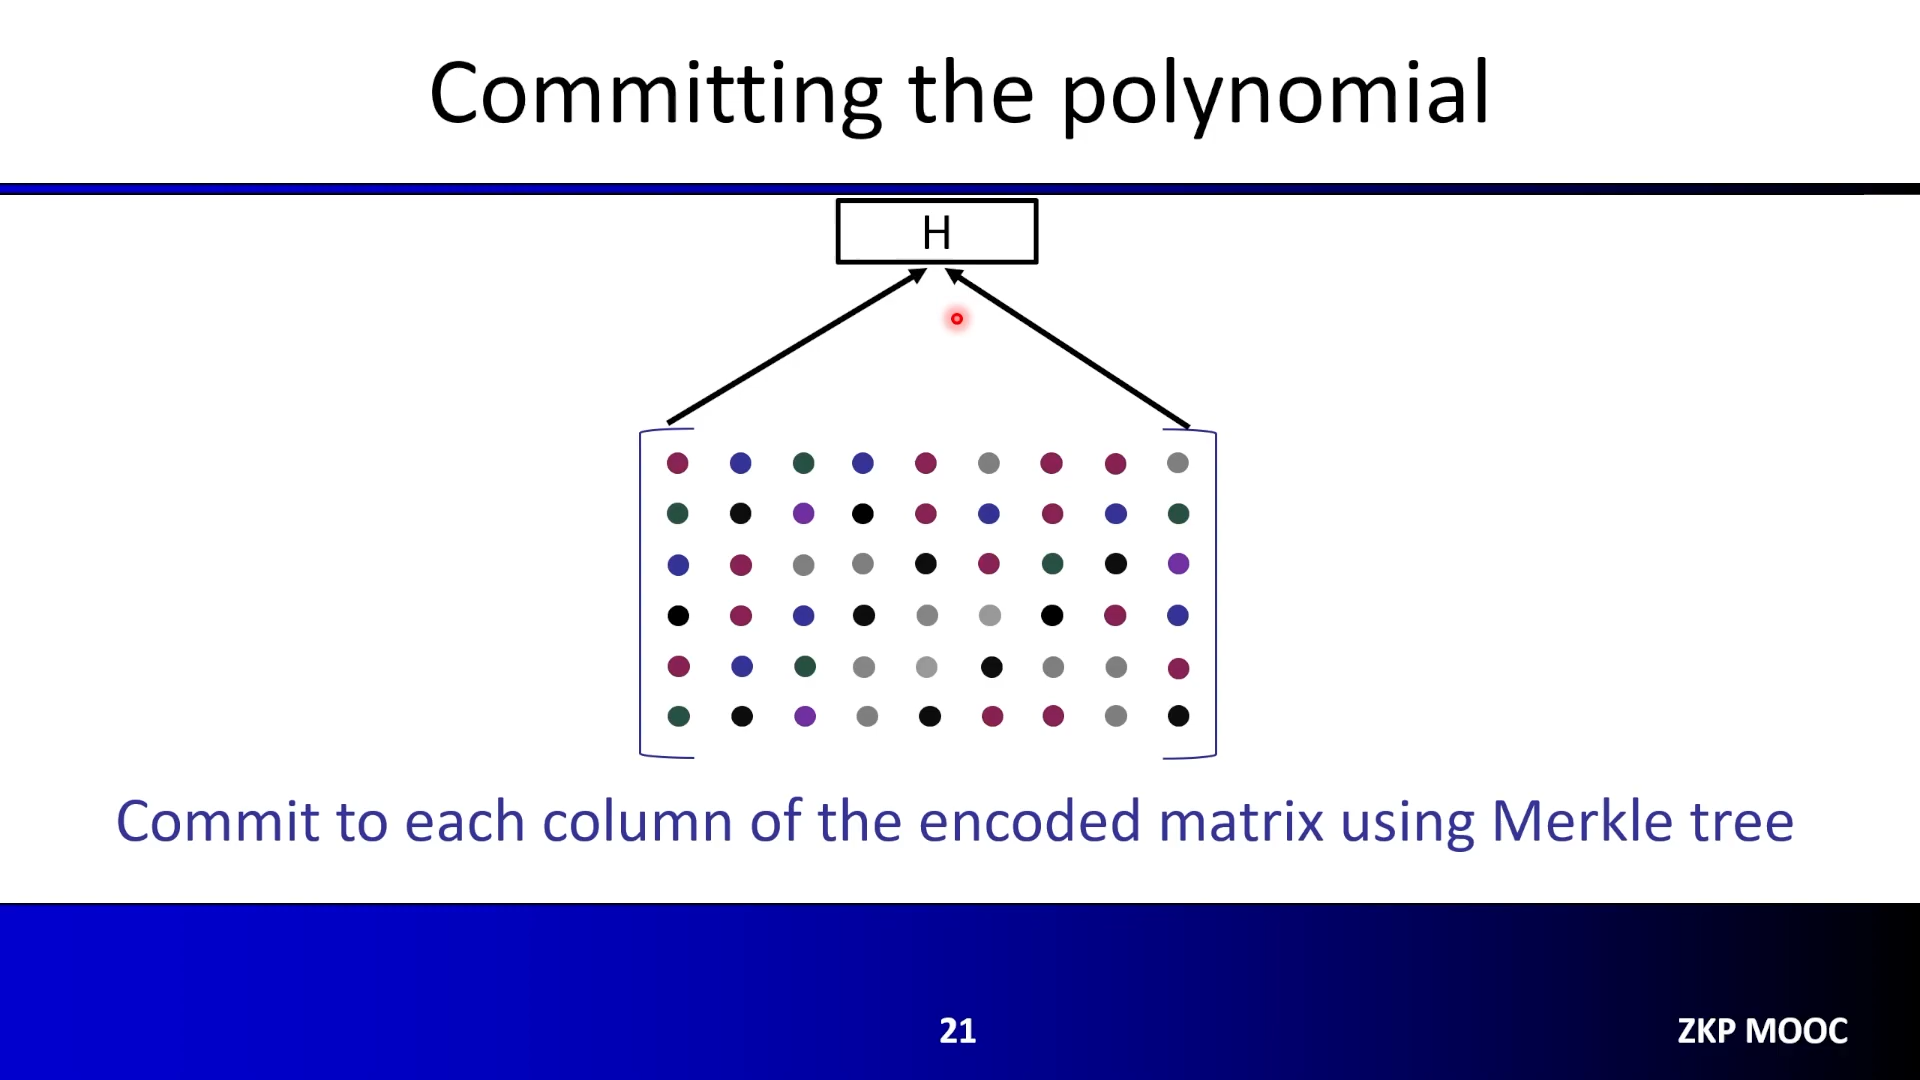 Committing the polynomial
H
Commit to each column of the encoded matrix using Merkle tree
21
ZKP MOOC